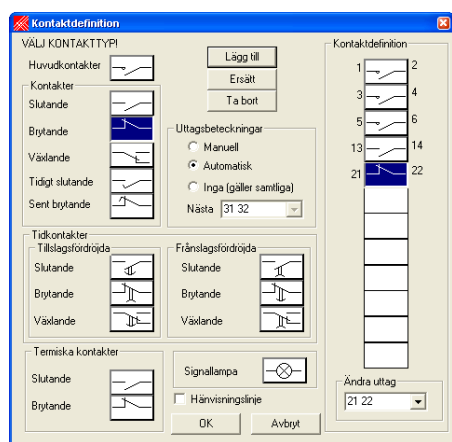 Kontaktdefinition
VÄLJ KONTAKTTYP!
Huvudkontakter
Kontakter
Slutande
Brytande
Växlande
Tidigt slutande
Sent brytande
Lägg till
Ersätt
Ta bort
Uttagsbeteckningar
Manuell
Automatisk
Inga (gäller samtliga)
Nästa 31 32
Tidkontakter
Tillslagsfördröjda
Slutande
Brytande
Växlande
Frånslagsfördröjda
Slutande
Brytande
Växlande
Termiska kontakter
Slutande
Brytande
Signallampa
Hänvisningslinje
OK Avbryt
Kontaktdefinition
1 2
3 4
5 6
13 14
21 22
Ändra uttag
21 22